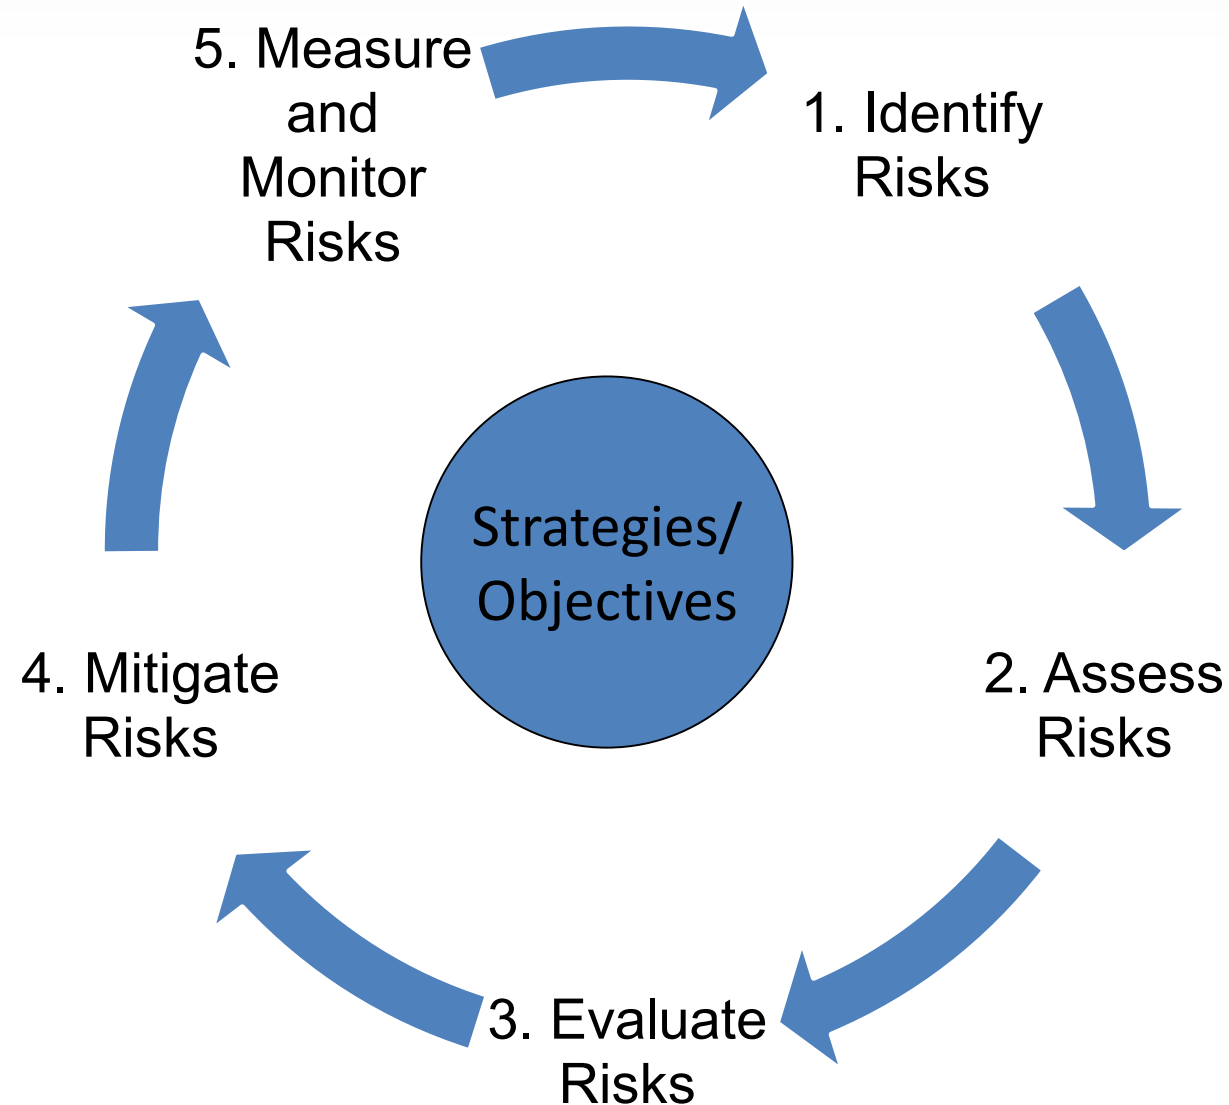 1. Identify
Risks
2. Assess
Risks
3. Evaluate
Risks
4. Mitigate
Risks
5. Measure
and
Monitor
Risks
Strategies/
Objectives